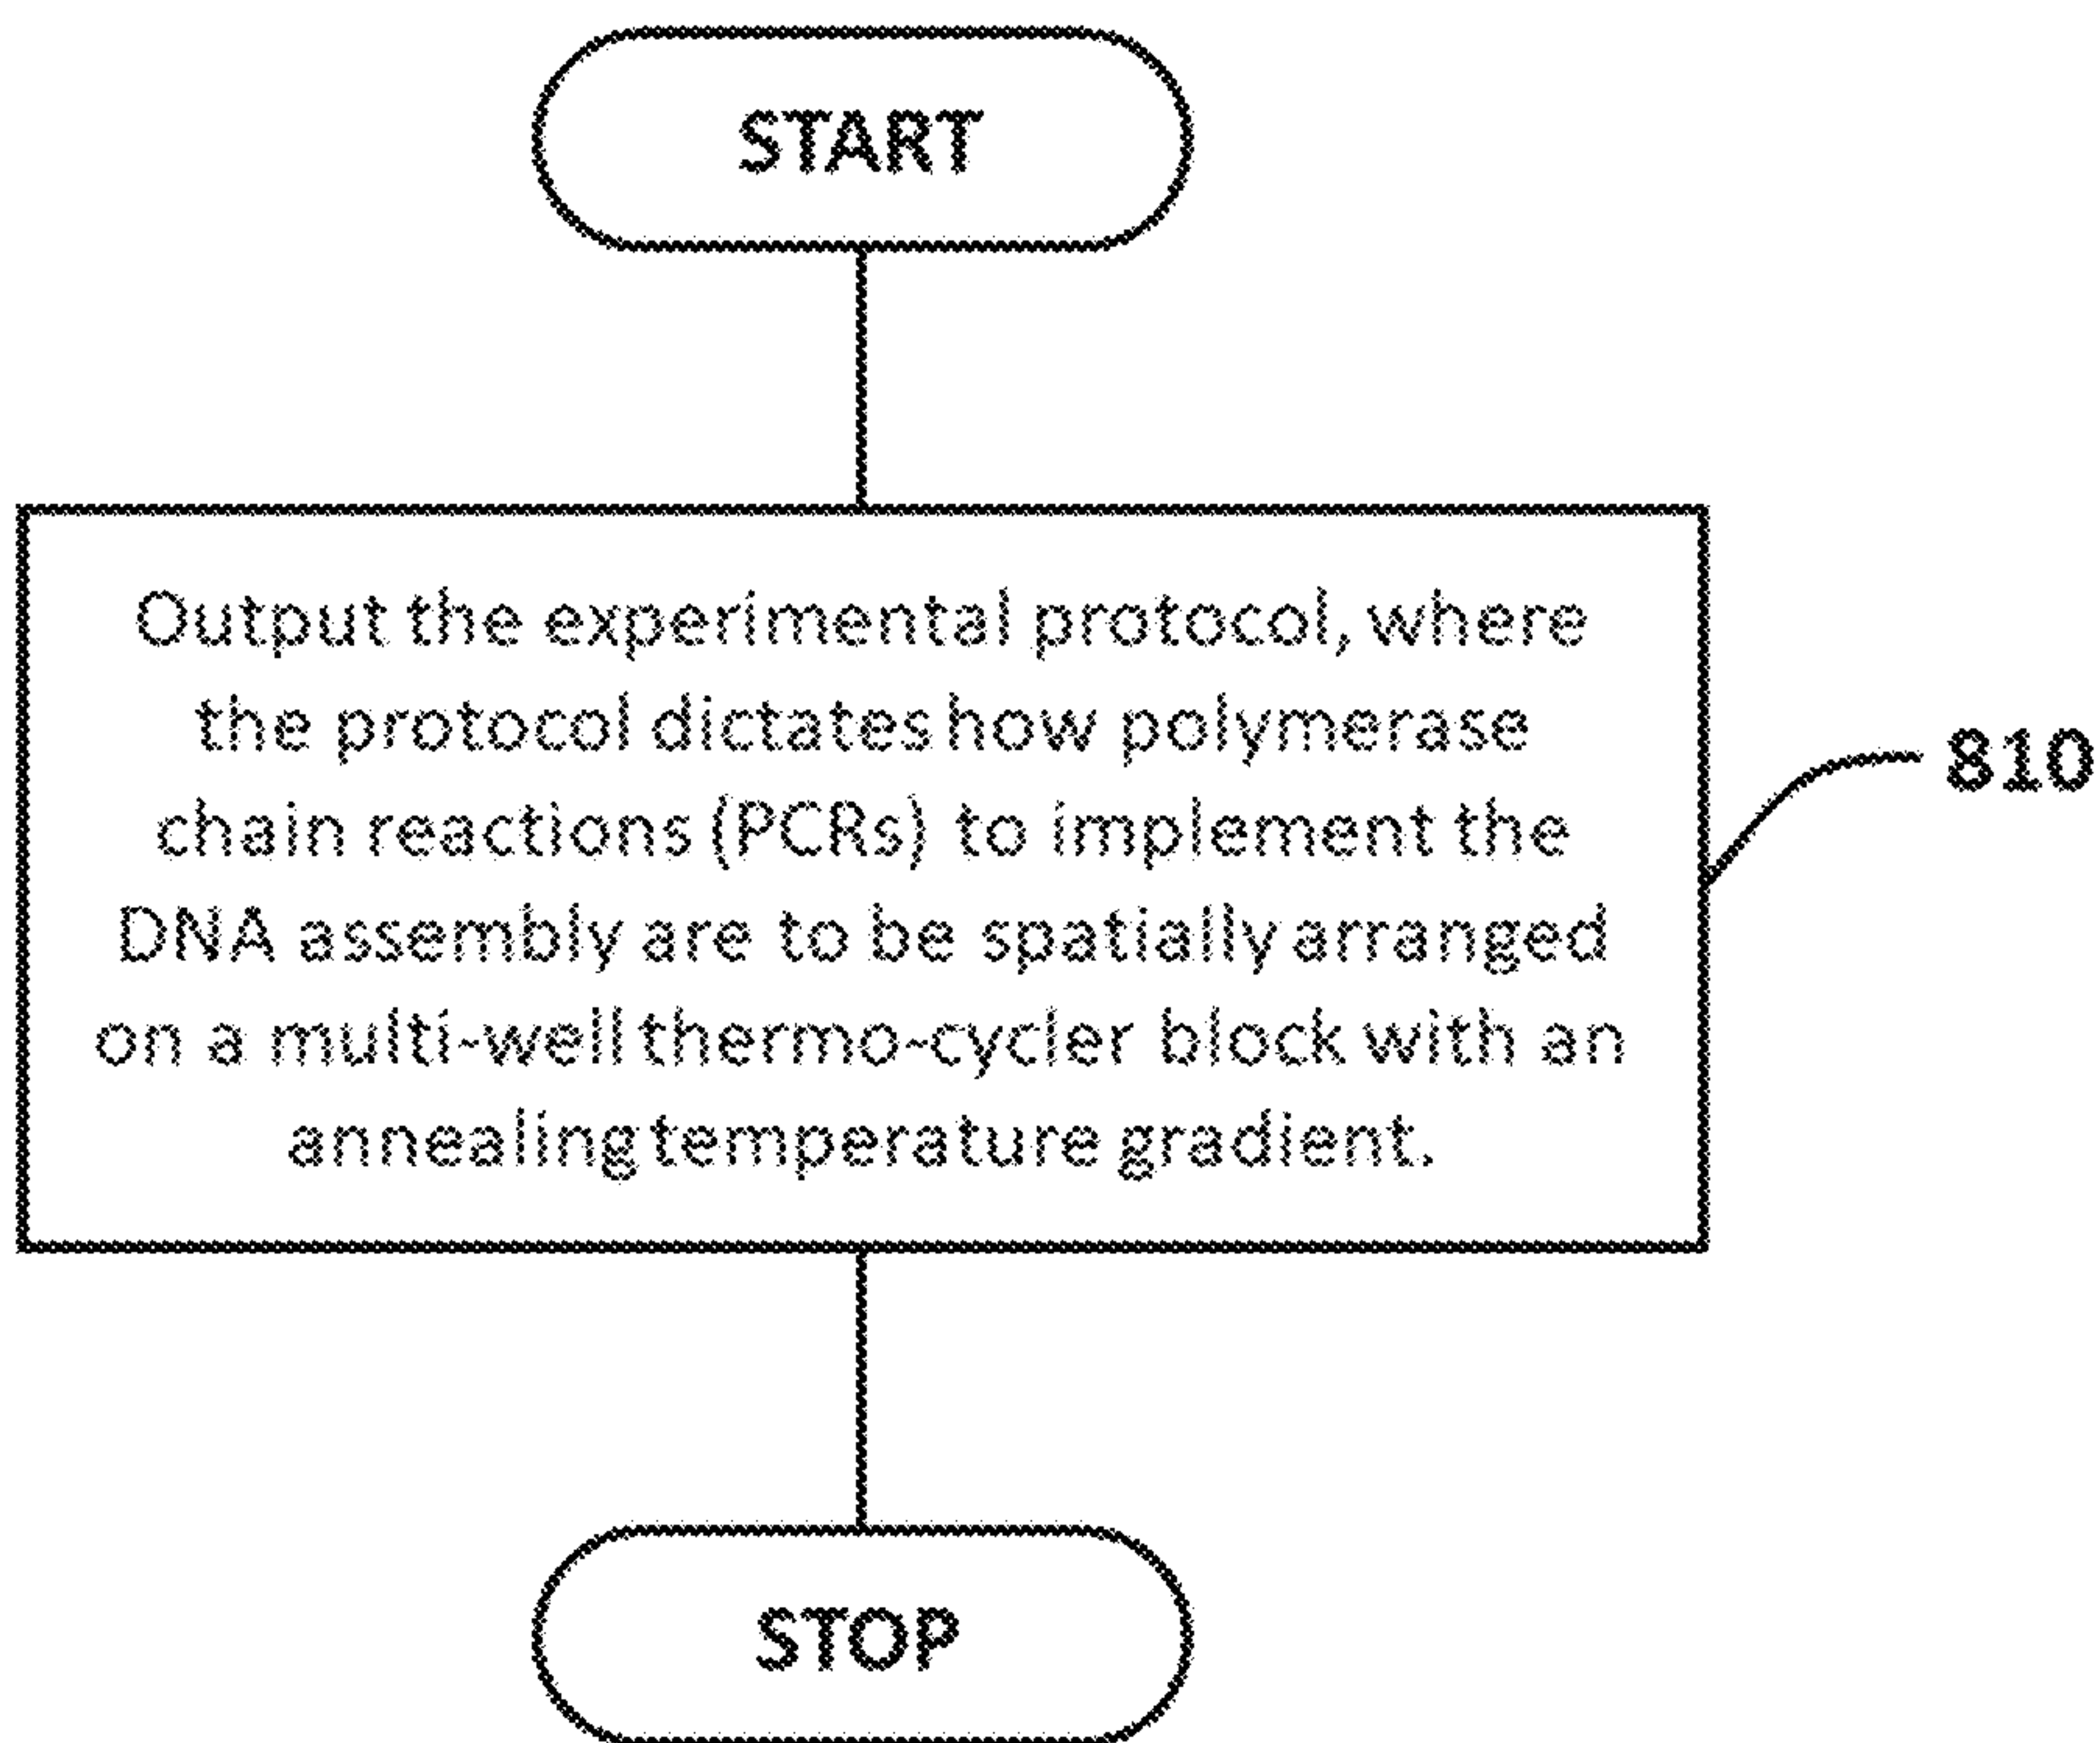 START
Output the experimental protocol, where
the protocol dictates how polymerase
chain reactions (PCRs) to implement the
DNA assembly are to be spatially arranged
on a multi-well thermo-cycler block with an
annealing temperature gradient.
810
STOP